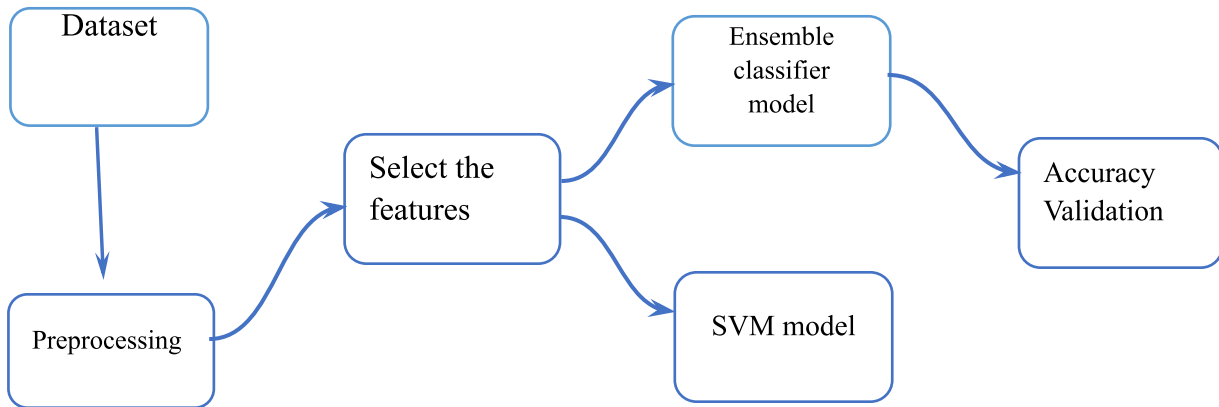 Dataset
Preprocessing
Select the
features
Ensemble
classifier
model
SVM model
Accuracy
Validation